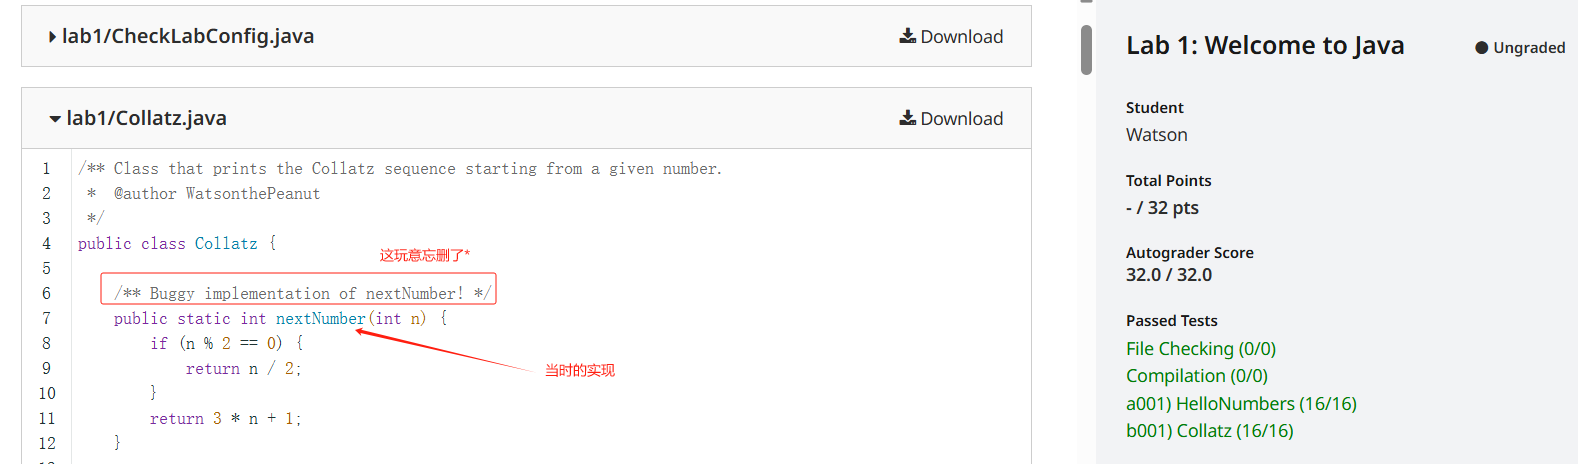 lab1/CheckLabConfig.java
Download
lab1/Collatz.java
Download
1 /** Class that prints the Collatz sequence starting from a given number.
2 * @author WatsonthePeanut
3 */
4 public class Collatz {
这玩意忘删了*
5
6 /** Buggy implementation of nextNumber! */
7 public static int nextNumber(int n) {
8 if (n % 2 == 0) {
9 return n / 2;
当时的实现
10 }
11 return 3 * n + 1;
12 }
Lab 1: Welcome to Java
Ungraded
Student
Watson
Total Points
- / 32 pts
Autograder Score
32.0 / 32.0
Passed Tests
File Checking (0/0)
Compilation (0/0)
a001) HelloNumbers (16/16)
b001) Collatz (16/16)